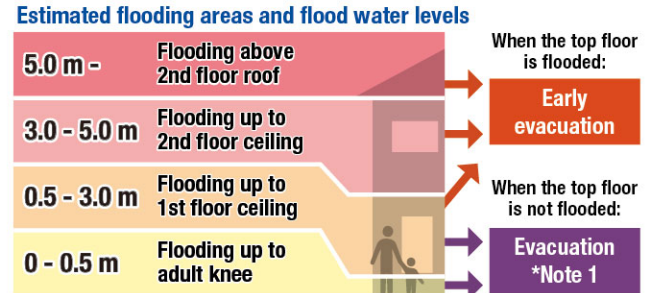 Estimated flooding areas and flood water levels
5.0 m -
Flooding above
2nd floor roof
3.0 - 5.0 m
Flooding up to
2nd floor ceiling
0.5 - 3.0 m
Flooding up to
1st floor ceiling
0 - 0.5 m
Flooding up to
adult knee
When the top floor
is flooded:
Early
evacuation
When the top floor
is not flooded:
Evacuation
*Note 1